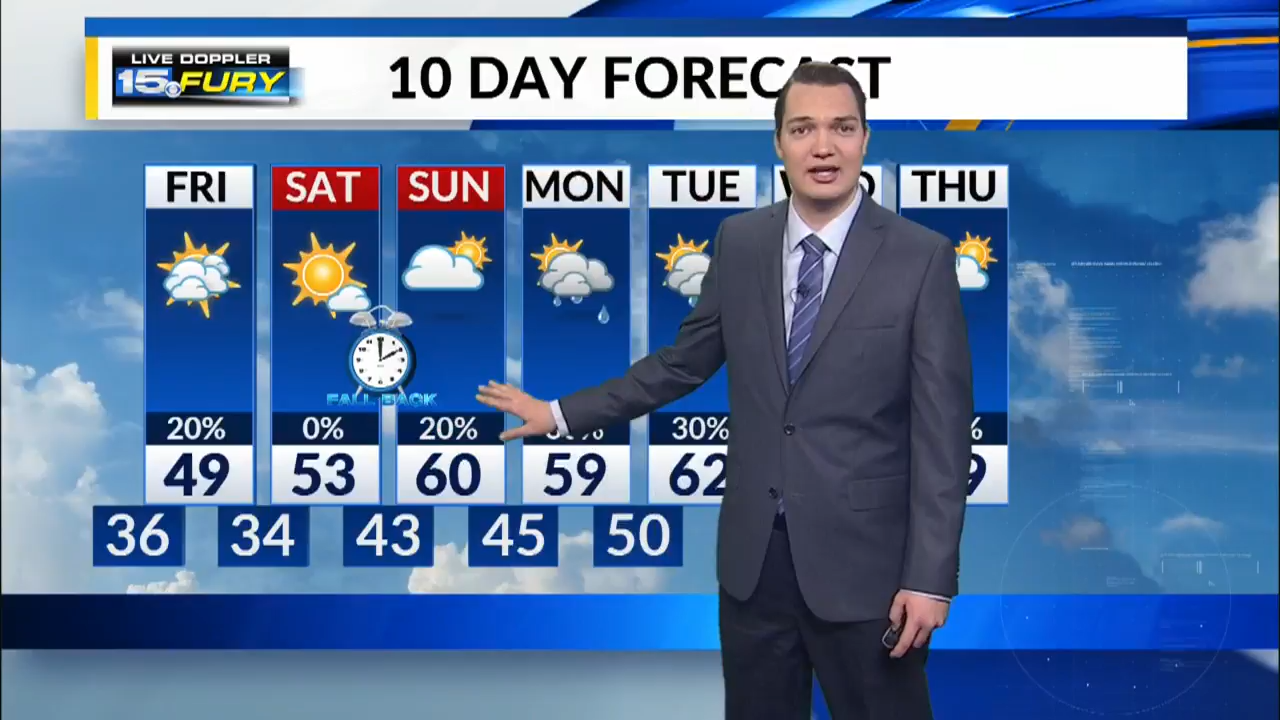 LIVE DOPPLER
15 FURY
10 DAY FORECAST
FRI SAT SUN MON TUE THU
FALL BACK
20% 0% 20% 30%
49 53 60 59 62
36 34 43 45 50